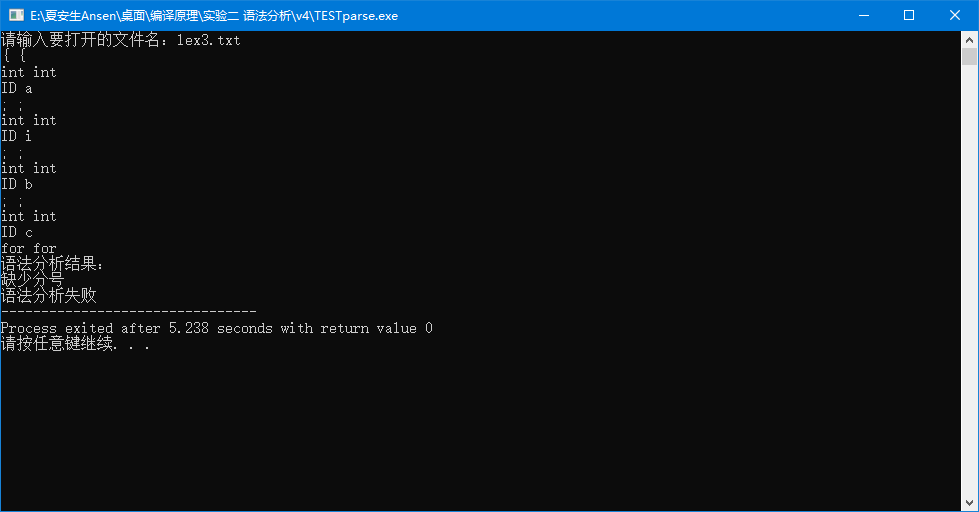 E:\夏安生Ansen\桌面\编译原理\实验二 语法分析\v4\TESTparse.exe
请输入要打开的文件名：lex3.txt
{ {
int int
ID a
; ;
int int
ID i
; ;
int int
ID b
; ;
int int
ID c
for for
语法分析结果：
缺少分号
语法分析失败
--------------------------------
Process exited after 5.238 seconds with return value 0
请按任意键继续. . .